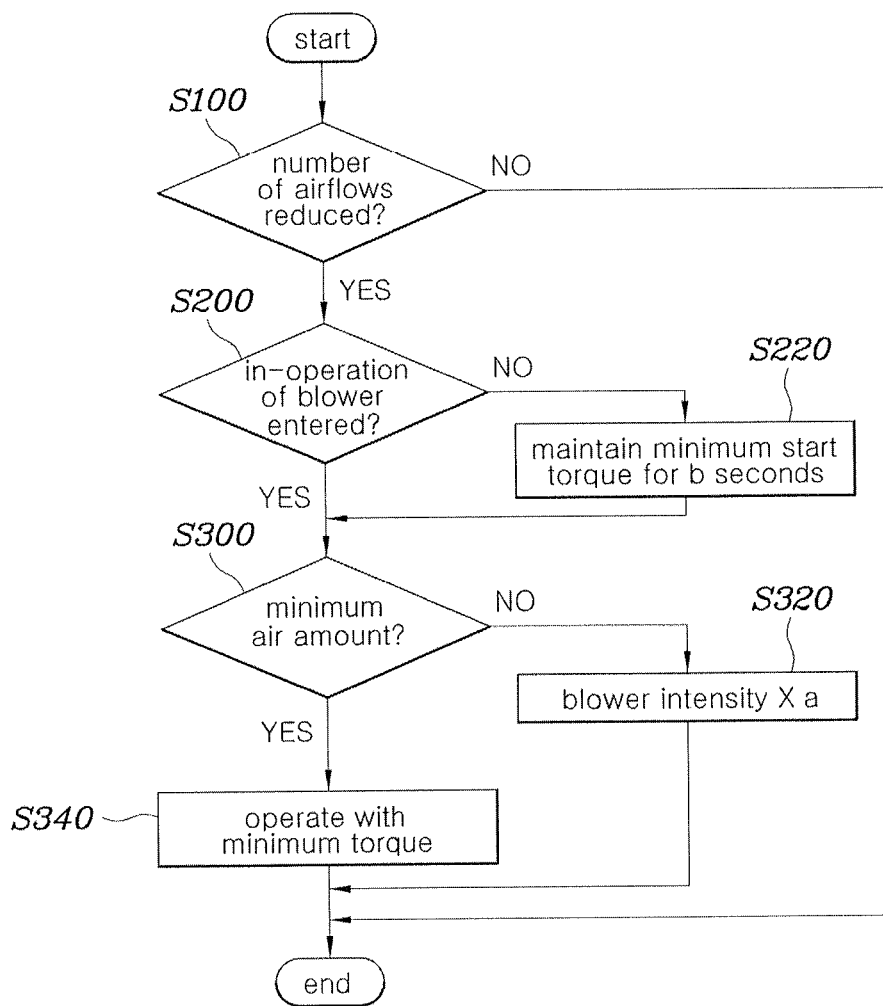 start
S100
number
of airflows
reduced?
NO
YES
S200
in-operation
of blower
entered?
NO
S220
maintain minimum start
torque for b seconds
YES
S300
minimum
air amount?
NO
S320
blower intensity X a
YES
S340
operate with
minimum torque
end